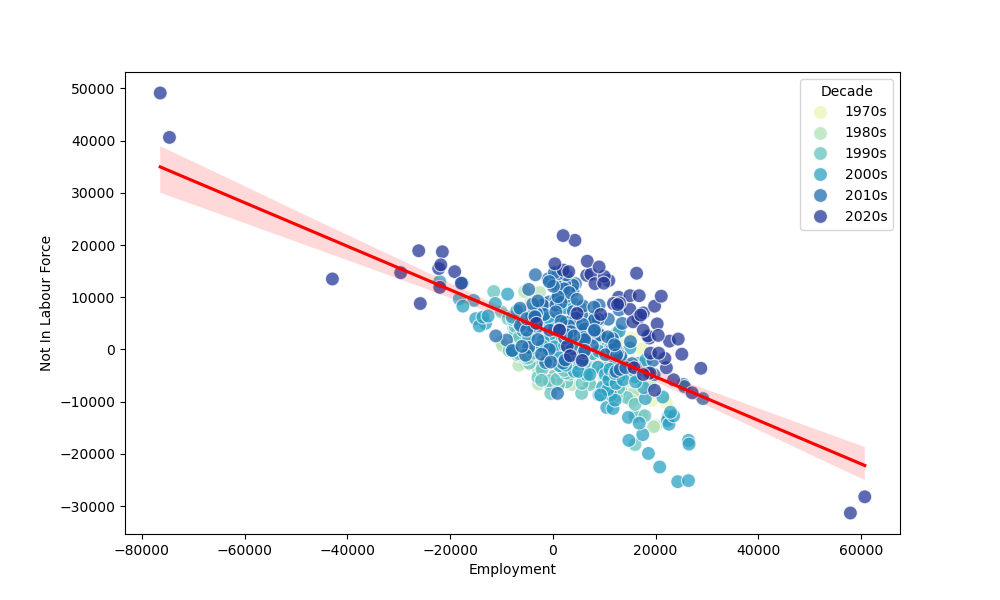 50000
40000
30000
20000
10000
0
−10000
−20000
−30000
Not In Labour Force
−80000
−60000
−40000
−20000
0
20000
40000
60000
Employment
Decade
1970s
1980s
1990s
2000s
2010s
2020s